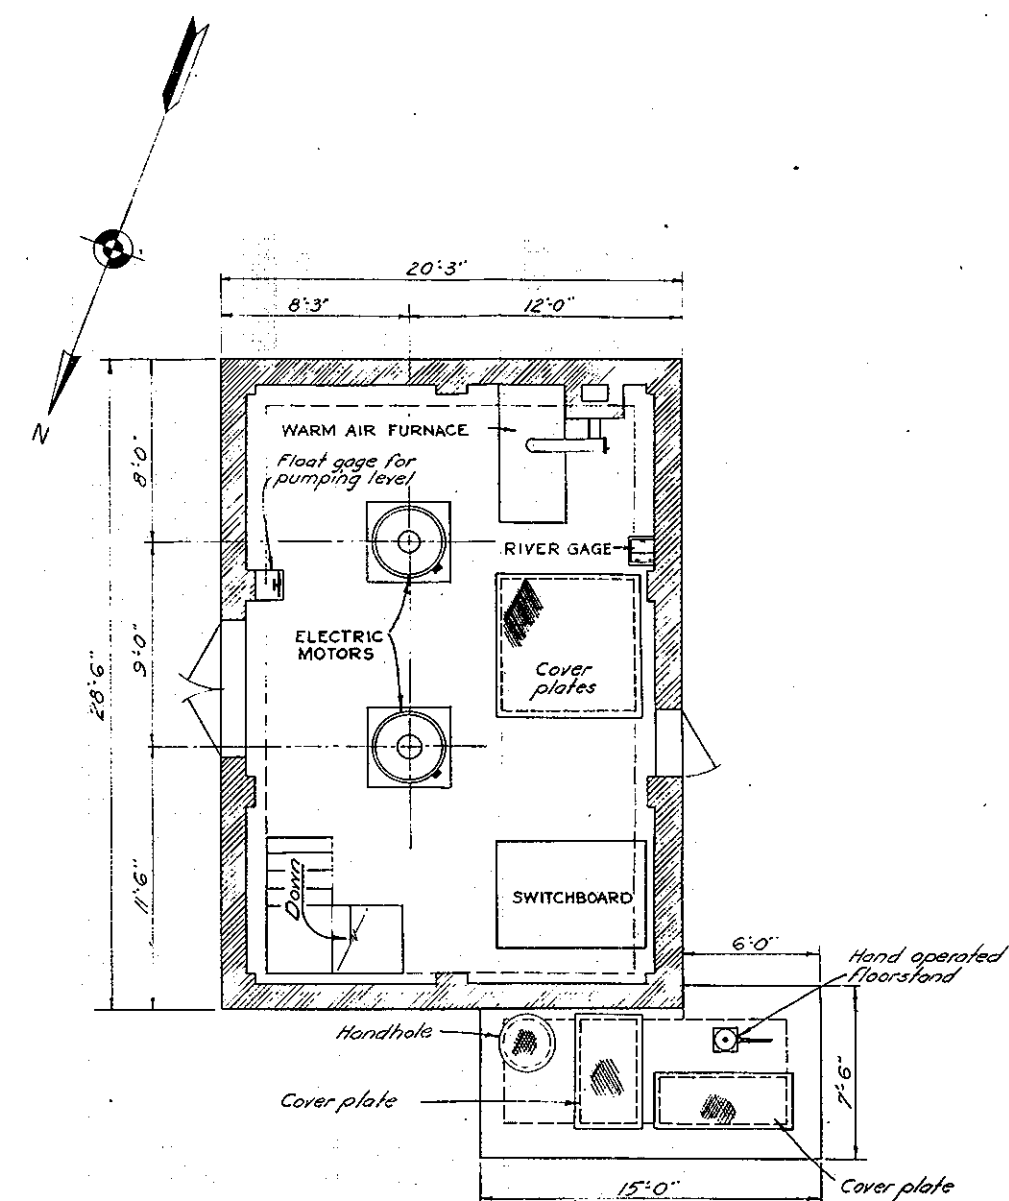 N
20'-3"
8'-3"
12'-0"
WARM AIR FURNACE
Float gage for
pumping level
8'-0"
RIVER GAGE
ELECTRIC
MOTORS
Cover
plates
28'-6"
9'-0"
11'-6"
Down
SWITCHBOARD
6'-0"
Hand operated
floorstand
Handhole
Cover plate
7'-6"
Cover plate
15'-0"